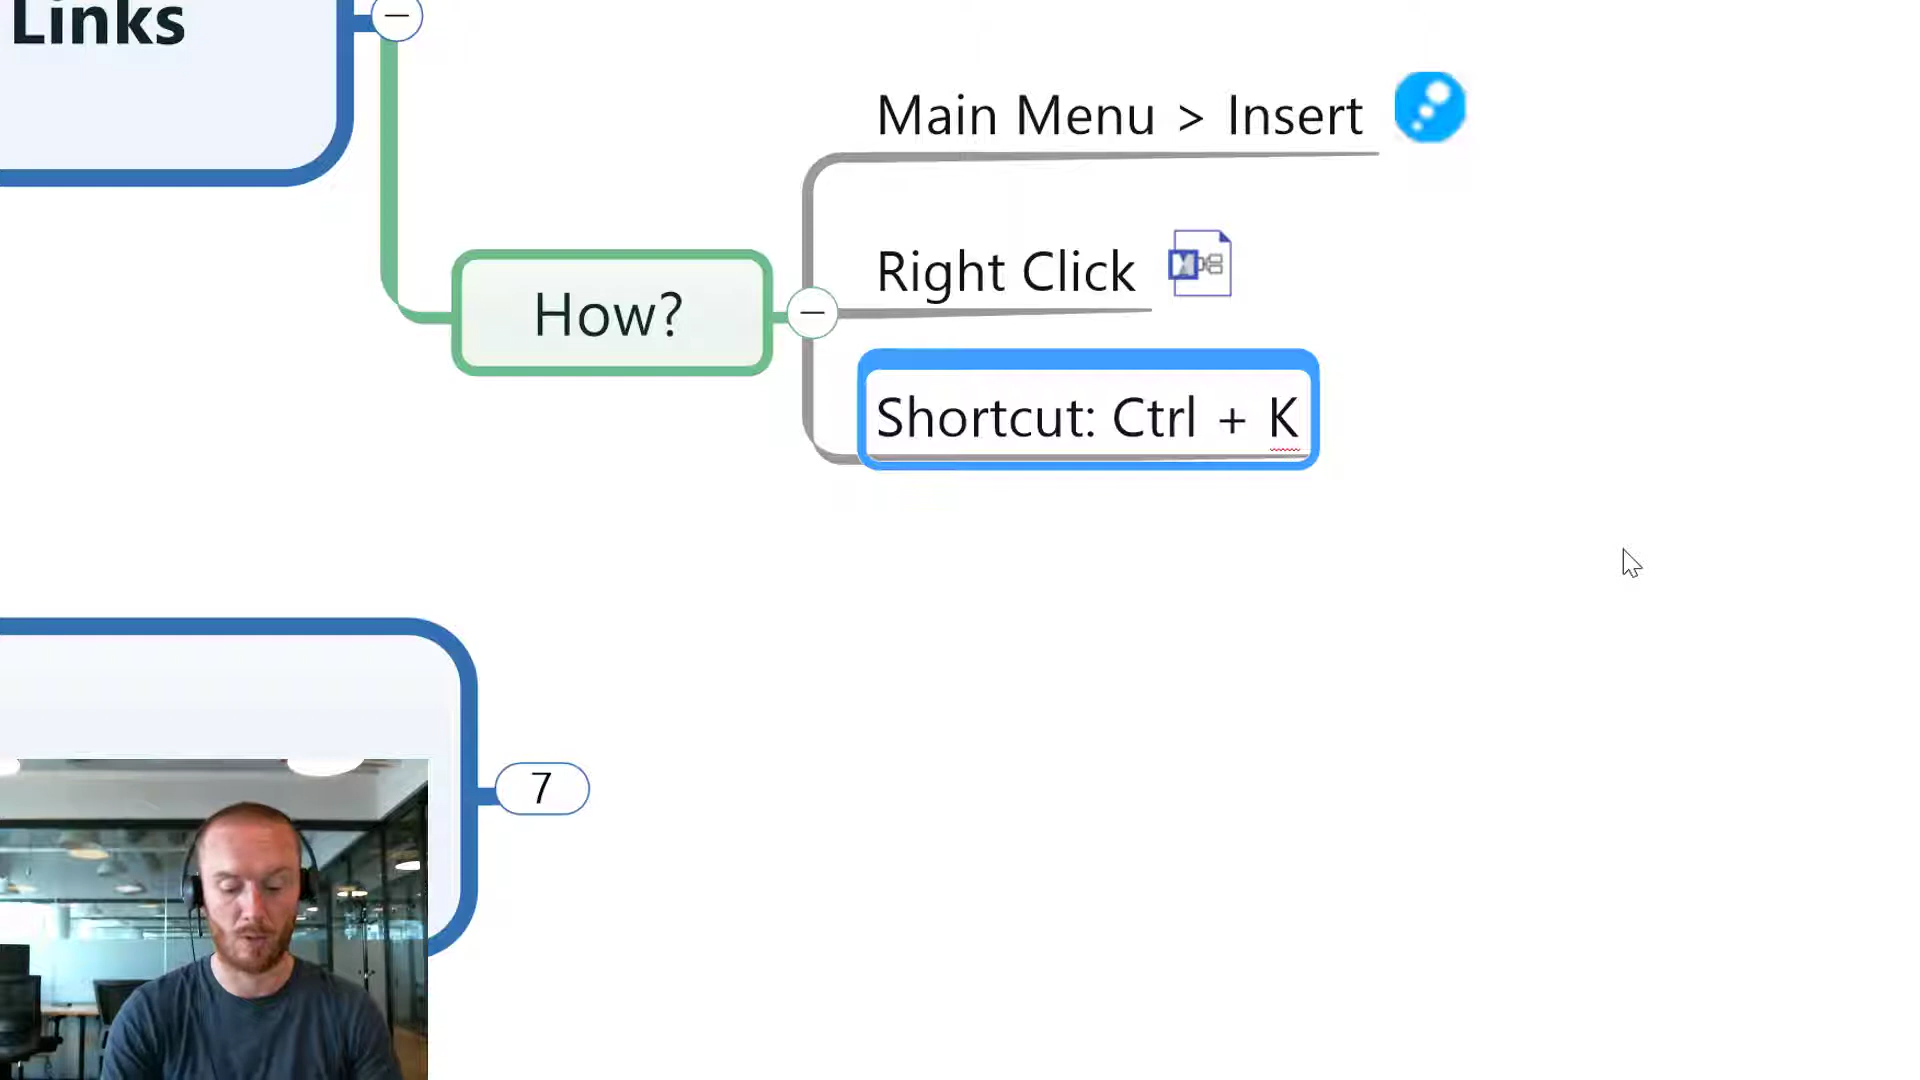 Links
Main Menu > Insert
Right Click
How?
Shortcut: Ctrl + K
7